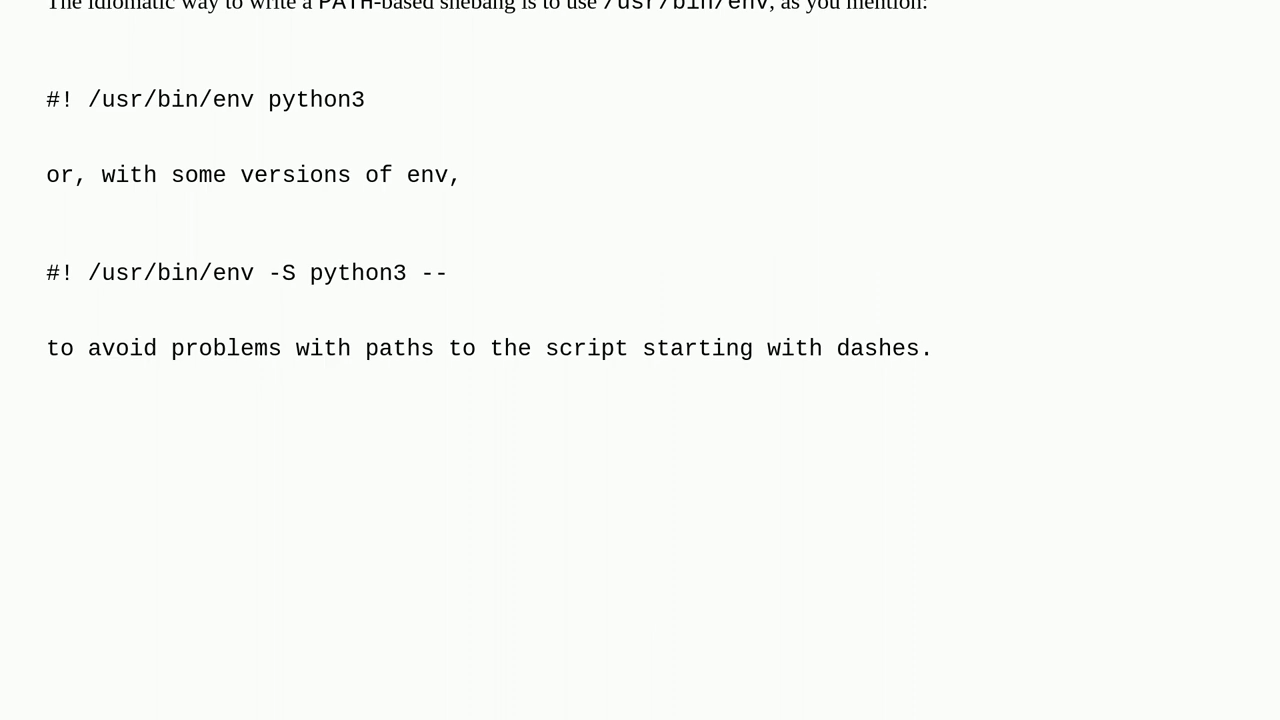 The idiomatic way to write a PATH-based shebang is to use /usr/bin/env, as you mention:
#! /usr/bin/env python3
or, with some versions of env,
#! /usr/bin/env -S python3 --
to avoid problems with paths to the script starting with dashes.